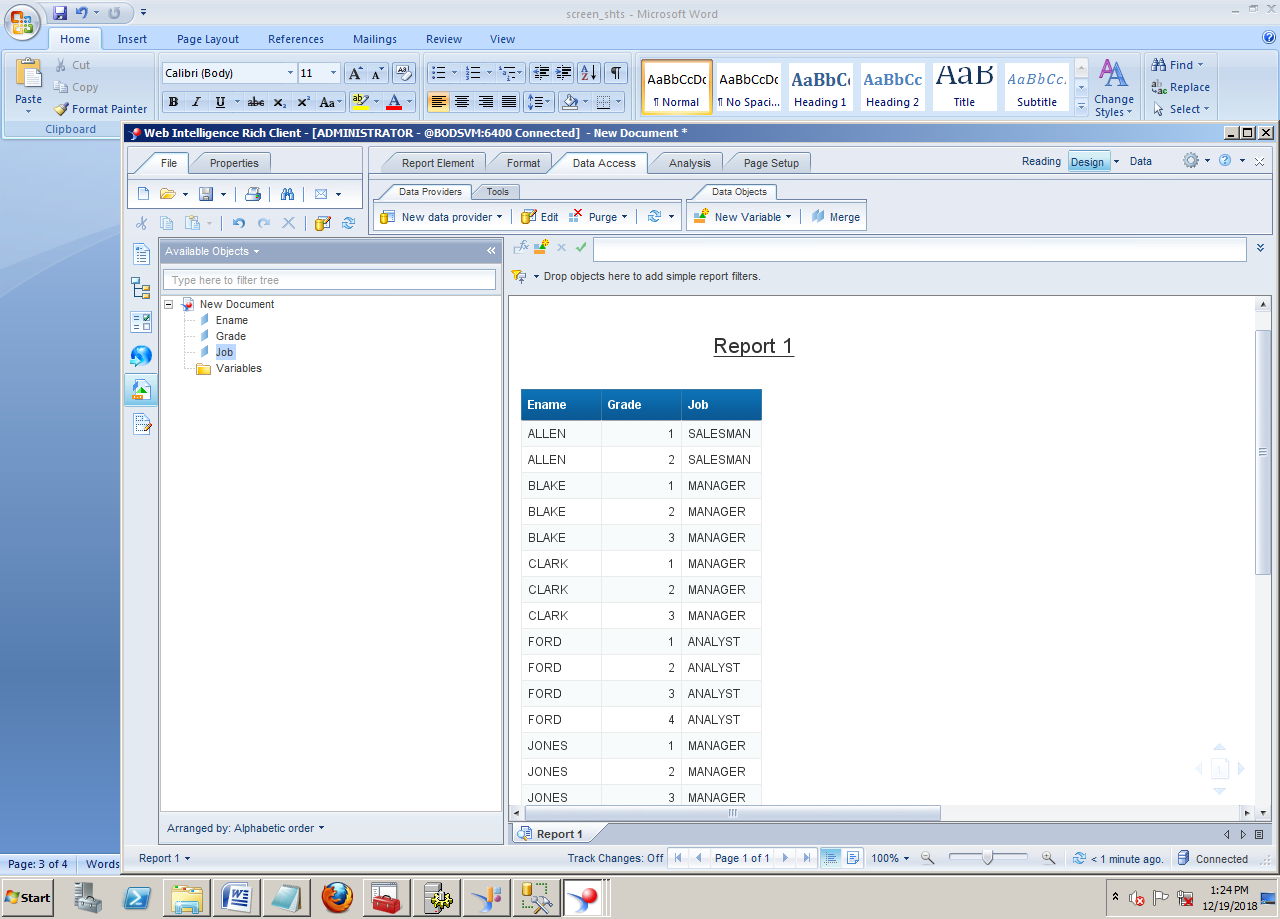 screen_shts - Microsoft Word
Home Insert Page Layout References Mailings Review View
Paste Cut Copy Format Painter
Clipboard
Calibri (Body) 11
AaBbCcDc AaBbCcDc AaBbC AaBbCc AaB AaBbCc.
¶ Normal ¶ No Spaci... Heading 1 Heading 2 Title Subtitle
Change Styles
Find
Replace
Select
Web Intelligence Rich Client - [ADMINISTRATOR - @BODSVM:6400 Connected] - New Document *
File Properties
Report Element Format Data Access Analysis Page Setup
Reading Design Data
Data Providers Tools Data Objects
New data provider Edit Purge New Variable Merge
Available Objects
Type here to filter tree
Drop objects here to add simple report filters.
New Document
Ename
Grade
Job
Variables
Report 1
Ename Grade Job
ALLEN 1 SALESMAN
ALLEN 2 SALESMAN
BLAKE 1 MANAGER
BLAKE 2 MANAGER
BLAKE 3 MANAGER
CLARK 1 MANAGER
CLARK 2 MANAGER
CLARK 3 MANAGER
FORD 1 ANALYST
FORD 2 ANALYST
FORD 3 ANALYST
FORD 4 ANALYST
JONES 1 MANAGER
JONES 2 MANAGER
JONES 3 MANAGER
Arranged by: Alphabetic order
Report 1
Report 1
Track Changes: Off Page 1 of 1 100% < 1 minute ago. Connected
Page: 3 of 4 Words
Start
1:24 PM
12/19/2018